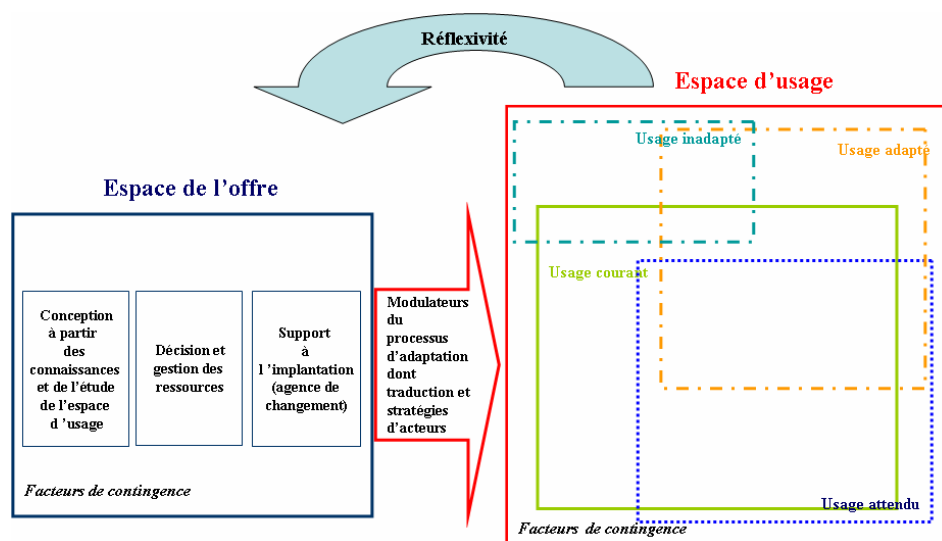 Réflexivité
Espace d’usage
Usage inadapté
Usage adapté
Espace de l’offre
Usage courant
Conception
à partir
des
connaissances
et de l’étude
de l’espace
d ’usage
Décision et
gestion des
ressources
Support
à
l ’implantation
(agence de
changement)
Modulateurs
du
processus
d’adaptation
dont
traduction et
stratégies
d’acteurs
Facteurs de contingence
Usage attendu
Facteurs de contingence